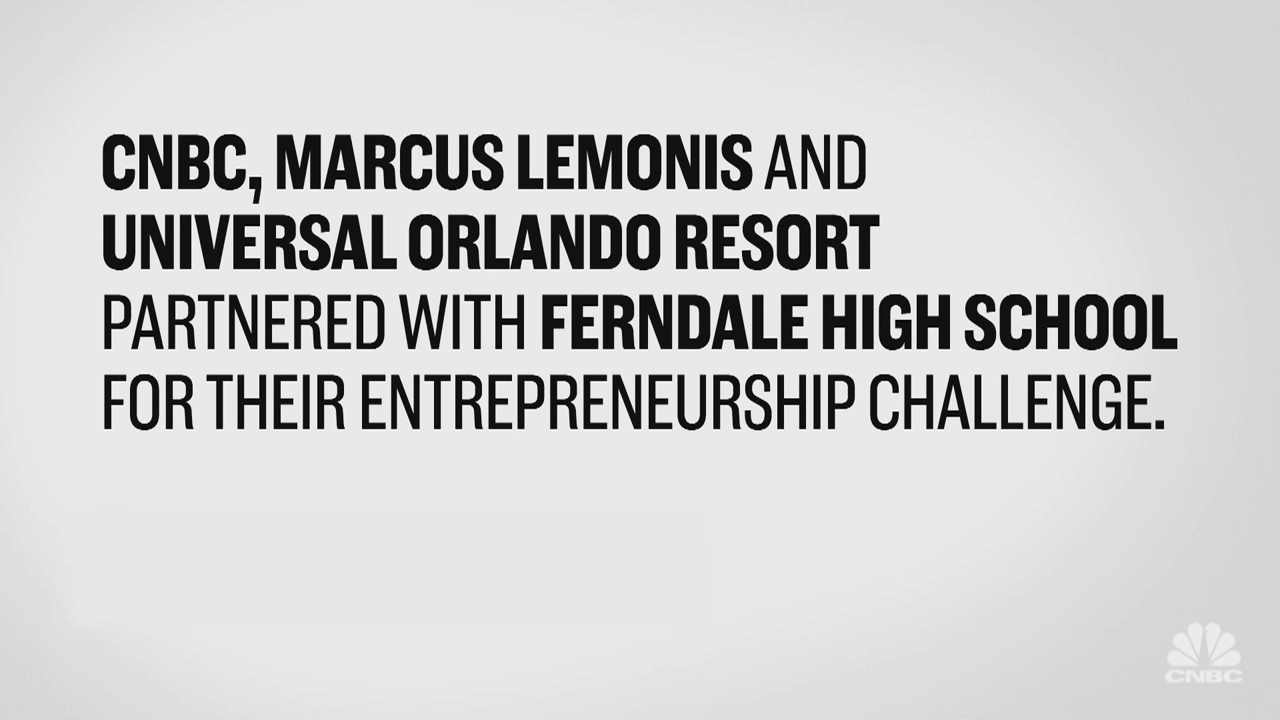 CNBC, MARCUS LEMONIS AND
UNIVERSAL ORLANDO RESORT
PARTNERED WITH FERNDALE HIGH SCHOOL
FOR THEIR ENTREPRENEURSHIP CHALLENGE.
CNBC